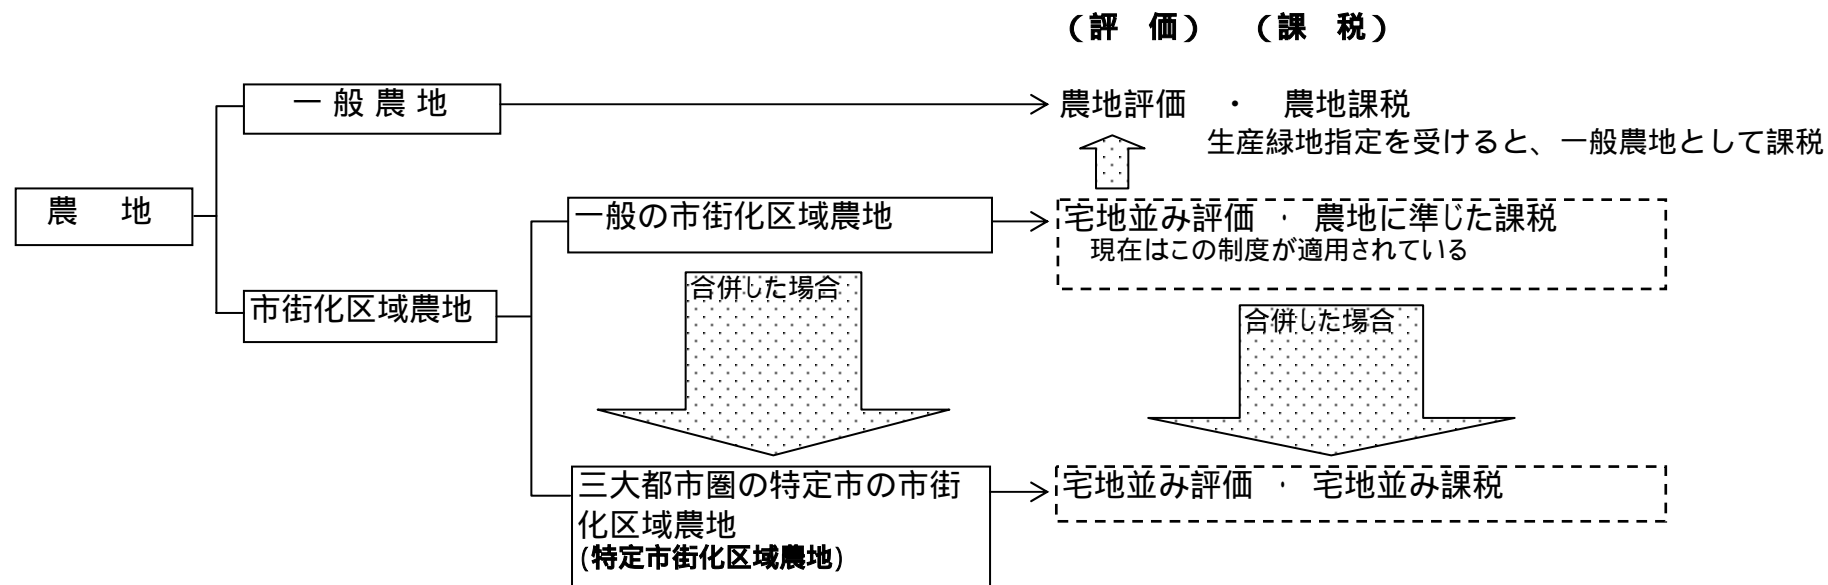 (評 価) (課 税)
一 般 農 地
農地評価 ・ 農地課税
生産緑地指定を受けると、一般農地として課税
農 地
一般の市街化区域農地
宅地並み評価 ・ 農地に準じた課税
現在はこの制度が適用されている
市街化区域農地
合併した場合
合併した場合
三大都市圏の特定市の市街
化区域農地
(特定市街化区域農地)
宅地並み評価 ・ 宅地並み課税